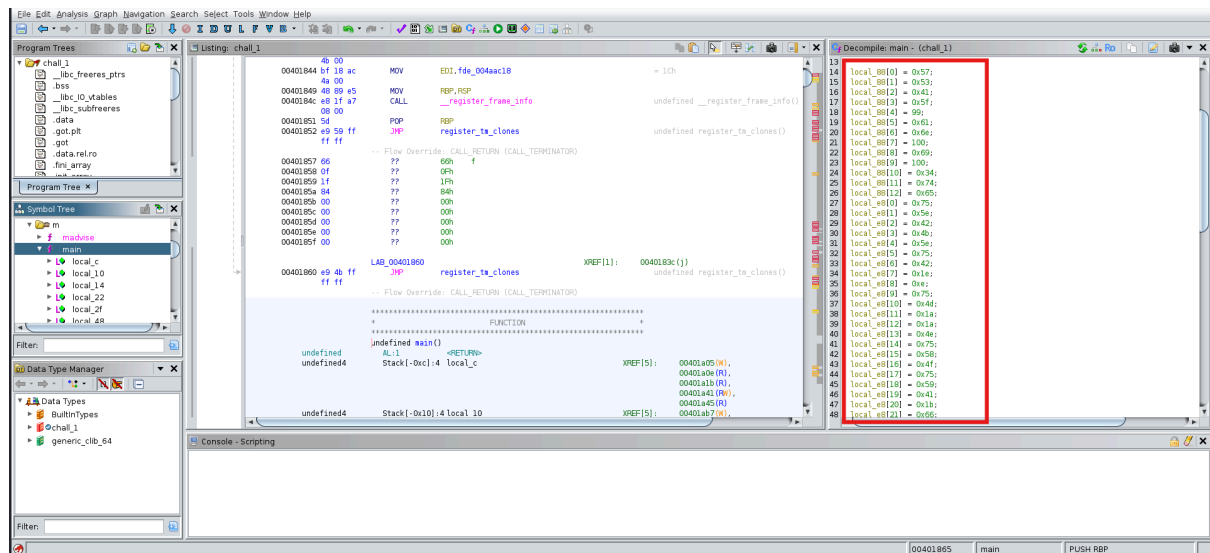 File Edit Analysis Graph Navigation Search Select Tools Window Help
I D U L F V B
Program Trees
chall_1
__libc_freeres_ptrs
.bss
__libc_IO_vtables
__libc_subfreeres
.data
.got.plt
.got
.data.rel.ro
.fini_array
Program Tree
Symbol Tree
m
f madvise
f main
local_c
local_10
local_14
local_22
local_2f
local_48
Filter:
Data Type Manager
Data Types
BuiltInTypes
chall_1
generic_clib_64
Filter:
Listing: chall_1
4b 00
00401844 bf 18 ac MOV EDI,fde_004aac18 = 1Ch
4a 00
00401849 48 89 e5 MOV RBP,RSP
0040184c e8 1f a7 CALL __register_frame_info undefined __register_frame_info()
08 00
00401851 5d POP RBP
00401852 e9 59 ff JMP register_tm_clones undefined register_tm_clones()
ff ff
-- Flow Override: CALL_RETURN (CALL_TERMINATOR)
00401857 66 ?? 66h f
00401858 0f ?? 0Fh
00401859 1f ?? 1Fh
0040185a 84 ?? 84h
0040185b 00 ?? 00h
0040185c 00 ?? 00h
0040185d 00 ?? 00h
0040185e 00 ?? 00h
0040185f 00 ?? 00h
LAB_00401860 XREF[1]: 0040183c(j)
00401860 e9 4b ff JMP register_tm_clones undefined register_tm_clones()
ff ff
-- Flow Override: CALL_RETURN (CALL_TERMINATOR)
* FUNCTION
undefined main()
undefined AL:1 <RETURN>
undefined4 Stack[-0xc]:4 local_c XREF[5]: 00401a05(W),
00401a0e(R),
00401a1b(R),
00401a41(RW),
00401a45(R)
undefined4 Stack[-0x10]:4 local_10 XREF[5]: 00401ab7(W),
Decompile: main - (chall_1)
13
14 local_88[0] = 0x57;
15 local_88[1] = 0x53;
16 local_88[2] = 0x41;
17 local_88[3] = 0x5f;
18 local_88[4] = 99;
19 local_88[5] = 0x61;
20 local_88[6] = 0x6e;
21 local_88[7] = 100;
22 local_88[8] = 0x69;
23 local_88[9] = 100;
24 local_88[10] = 0x34;
25 local_88[11] = 0x74;
26 local_88[12] = 0x65;
27 local_e8[0] = 0x75;
28 local_e8[1] = 0x5e;
29 local_e8[2] = 0x42;
30 local_e8[3] = 0x4b;
31 local_e8[4] = 0x5e;
32 local_e8[5] = 0x75;
33 local_e8[6] = 0x42;
34 local_e8[7] = 0x1e;
35 local_e8[8] = 0xe;
36 local_e8[9] = 0x75;
37 local_e8[10] = 0x4d;
38 local_e8[11] = 0x1a;
39 local_e8[12] = 0x1a;
40 local_e8[13] = 0x4e;
41 local_e8[14] = 0x75;
42 local_e8[15] = 0x58;
43 local_e8[16] = 0x4f;
44 local_e8[17] = 0x75;
45 local_e8[18] = 0x59;
46 local_e8[19] = 0x41;
47 local_e8[20] = 0x1b;
48 local_e8[21] = 0x66;
Console - Scripting
00401865 main PUSH RBP